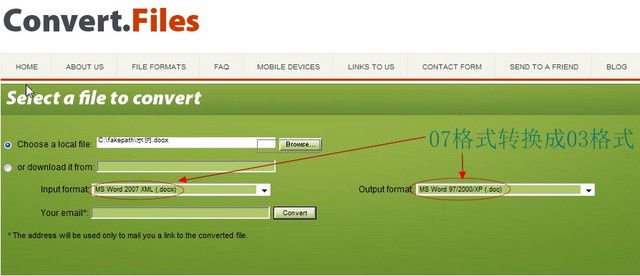 Convert.Files
HOME ABOUT US FILE FORMATS FAQ MOBILE DEVICES LINKS TO US CONTACT FORM SEND TO A FRIEND BLOG
Select a file to convert
Choose a local file: C:\fakepath\示例.docx Browse...
07格式转换成03格式
or download it from:
Input format: MS Word 2007 XML (.docx) Output format: MS Word 97/2000/XP (.doc)
Your email*: Convert
* The address will be used only to mail you a link to the converted file.